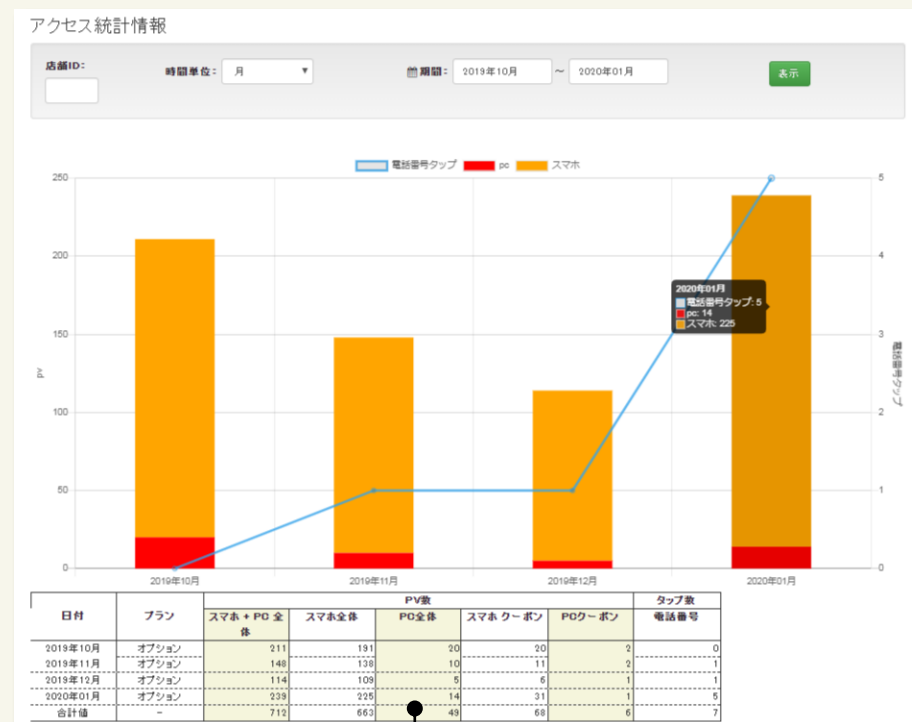 アクセス統計情報
店舗ID:
時間単位: 月 期間: 2019年10月 ～ 2020年01月 表示
電話番号タップ pc スマホ
250 5
200 4
2020年01月
電話番号タップ: 5
pc: 14
スマホ: 225
150 3
pv 電話番号タップ
100 2
50 1
0 0
2019年10月 2019年11月 2019年12月 2020年01月
日付 プラン PV数 タップ数
スマホ + PC 全体 スマホ全体 PC全体 スマホ クーポン PCクーポン 電話番号
2019年10月 オプション 211 191 20 20 2 0
2019年11月 オプション 148 138 10 11 2 1
2019年12月 オプション 114 109 5 6 1 1
2020年01月 オプション 239 225 14 31 1 5
合計値 - 712 663 49 68 6 7